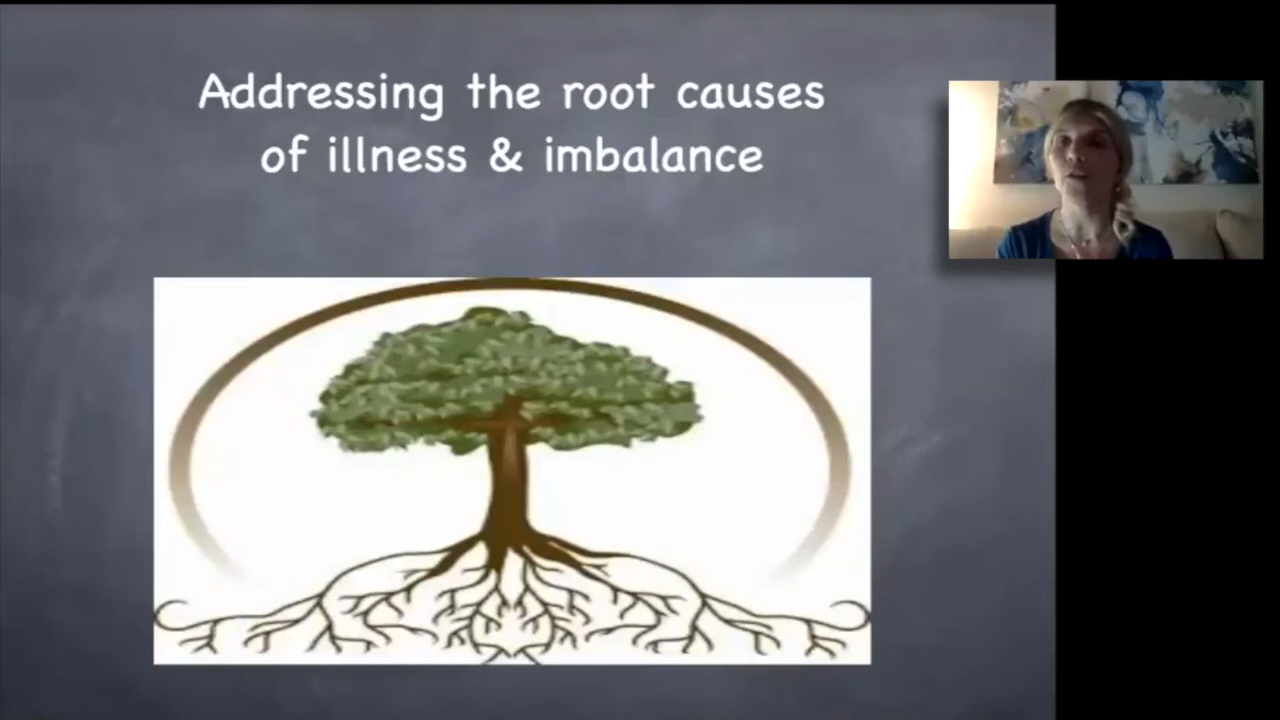 Addressing the root causes
of illness & imbalance